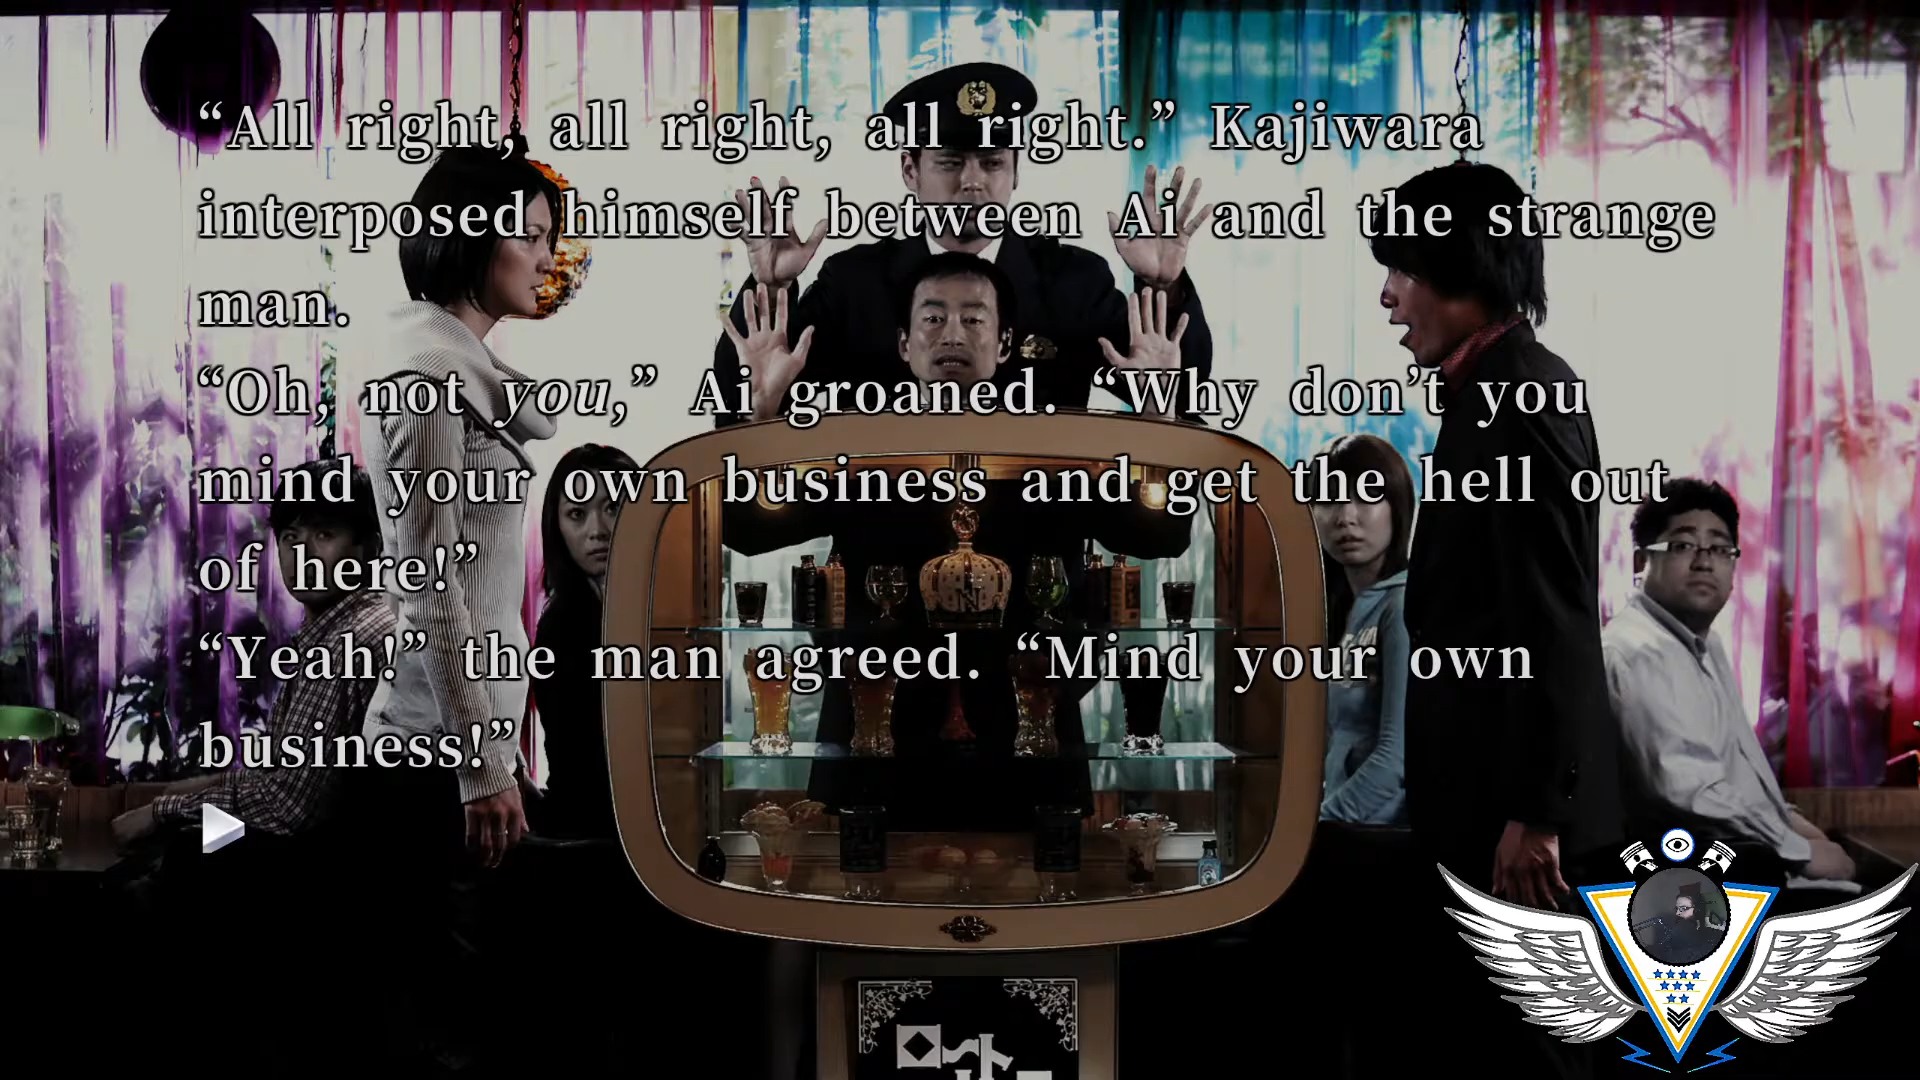 “All right, all right, all right.” Kajiwara
interposed himself between Ai and the strange
man.
“Oh, not you,” Ai groaned. “Why don’t you
mind your own business and get the hell out
of here!”
“Yeah!” the man agreed. “Mind your own
business!”
N